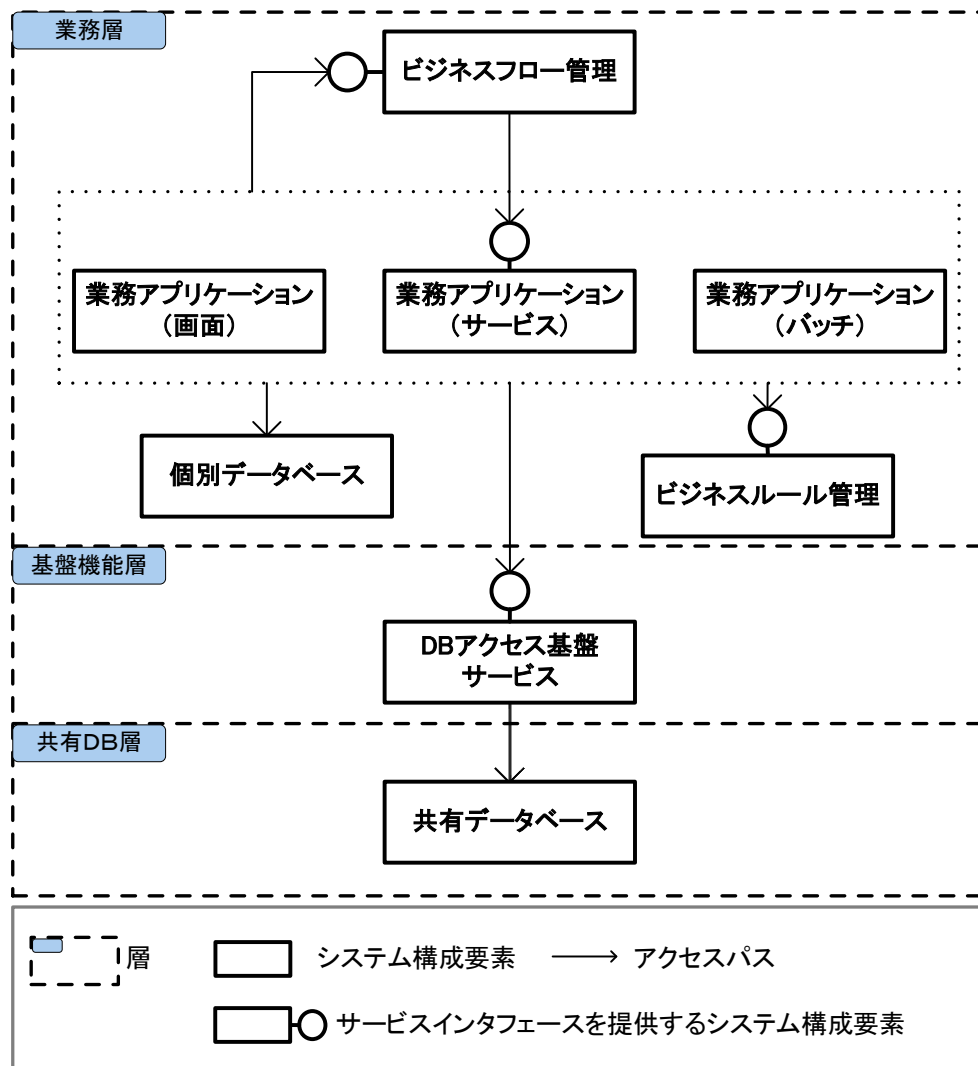 業務層
ビジネスフロー管理
業務アプリケーション
（画面）
業務アプリケーション
（サービス）
業務アプリケーション
（バッチ）
個別データベース
ビジネスルール管理
基盤機能層
DBアクセス基盤
サービス
共有ＤＢ層
共有データベース
層
システム構成要素
アクセスパス
サービスインタフェースを提供するシステム構成要素